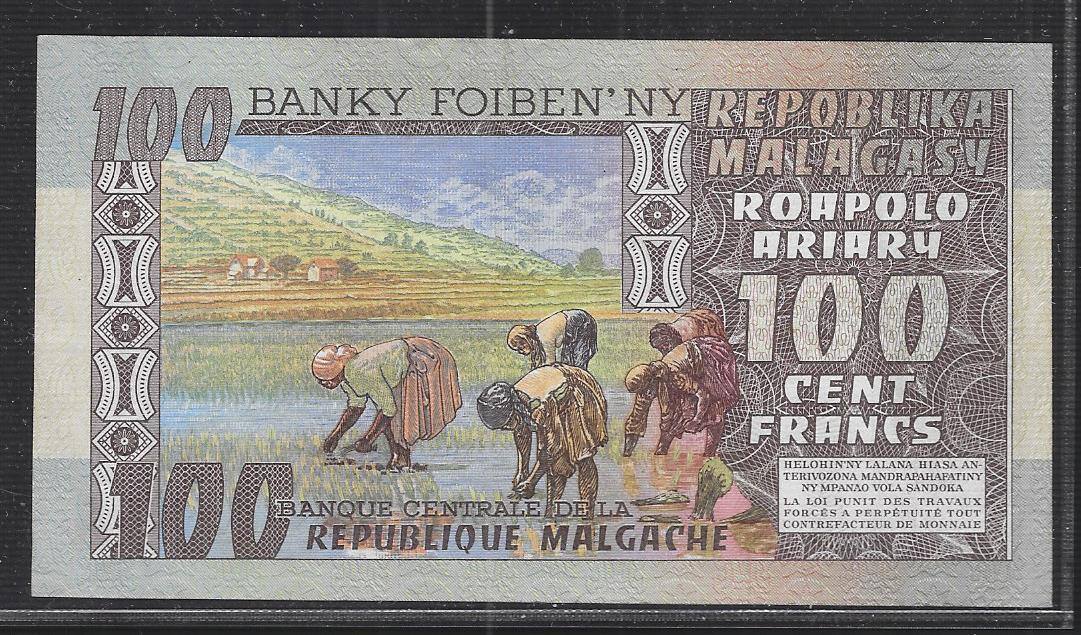 100 BANKY FOIBEN'NY REPOBLIKA
MALAGASY
ROAPOLO
ARIARY
100
CENT
FRANCS
HELOHIN'NY LALANA HIASA AN-
TERIVOZONA MANDRAPAHAFATINY
NY MPANAO VOLA SANDOKA
LA LOI PUNIT DES TRAVAUX
FORCÉS A PERPÉTUITÉ TOUT
CONTREFACTEUR DE MONNAIE
100 BANQUE CENTRALE DE LA
REPUBLIQUE MALGACHE